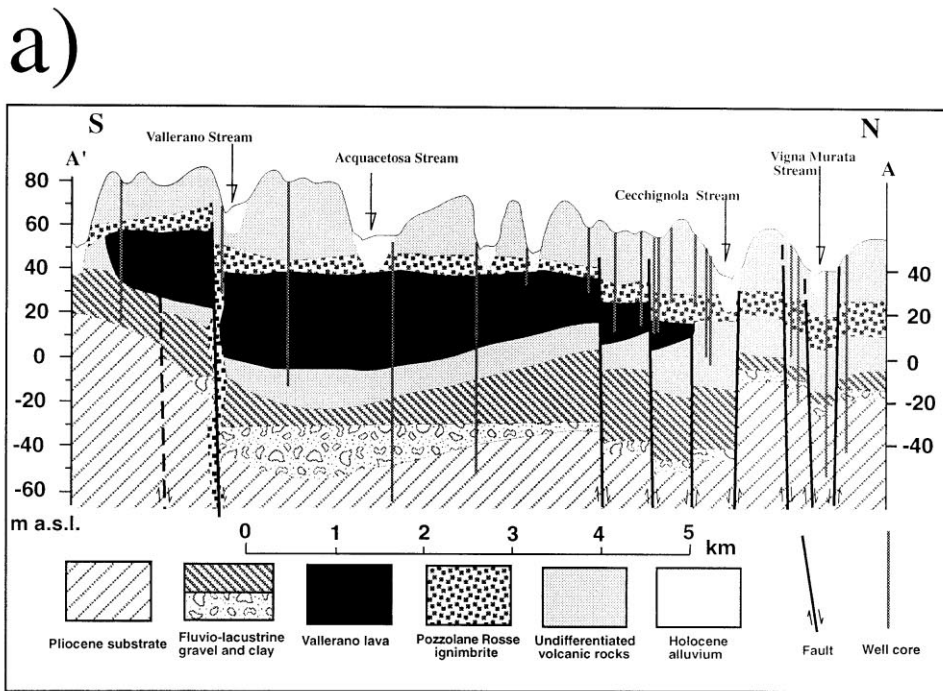 a)
S
N
Vallerano Stream
Acquacetosa Stream
Cecchignola Stream
Vigna Murata
Stream
A'
A
80
60
40
20
0
-20
-40
-60
m a.s.l.
40
20
0
-20
-40
0 1 2 3 4 5 km
Pliocene substrate
Fluvio-lacustrine
gravel and clay
Vallerano lava
Pozzolane Rosse
ignimbrite
Undifferentiated
volcanic rocks
Holocene
alluvium
Fault
Well core